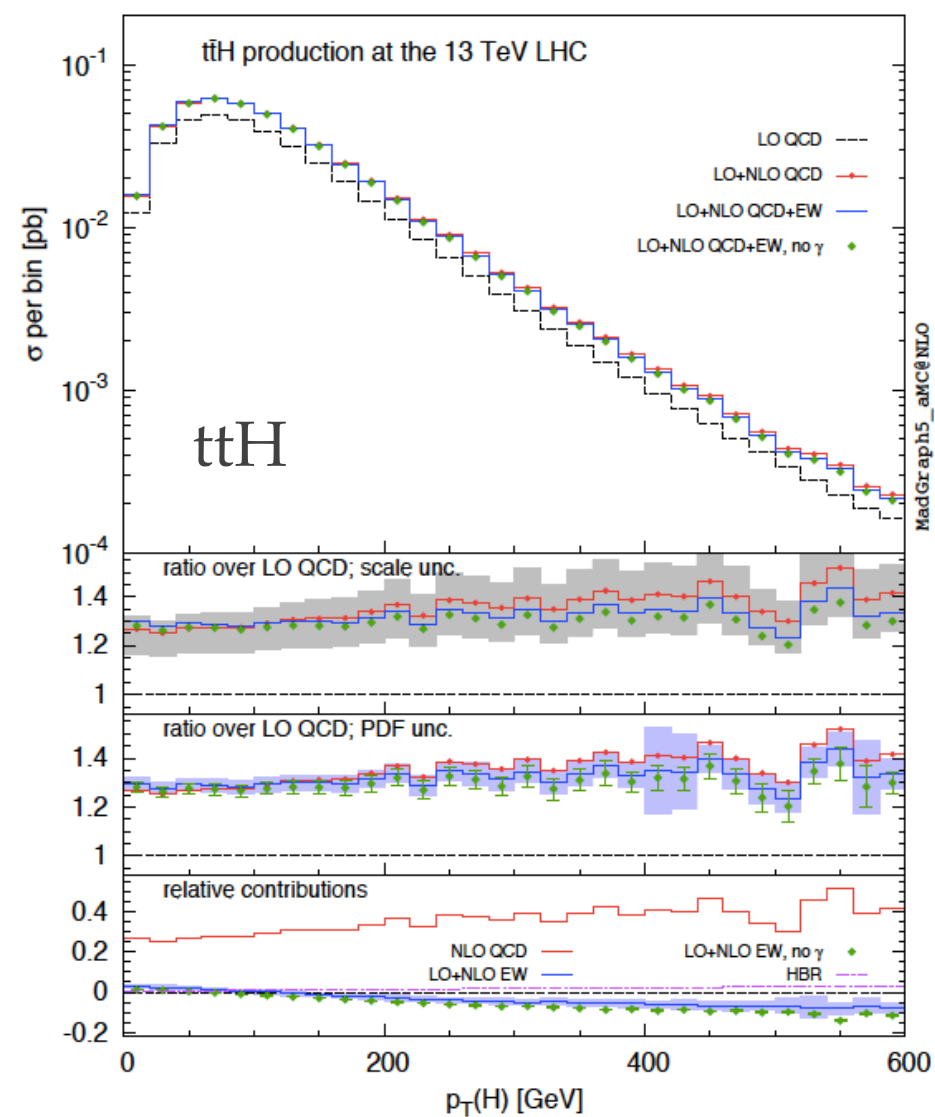 tt̄H production at the 13 TeV LHC
LO QCD
LO+NLO QCD
LO+NLO QCD+EW
LO+NLO QCD+EW, no γ
ttH
σ per bin [pb]
10⁻¹
10⁻²
10⁻³
10⁻⁴
MadGraph5_aMC@NLO
ratio over LO QCD; scale unc.
1.4
1.2
1
ratio over LO QCD; PDF unc.
1.4
1.2
1
relative contributions
0.4
0.2
0
-0.2
NLO QCD
LO+NLO EW
LO+NLO EW, no γ
HBR
0 200 400 600
p_T(H) [GeV]